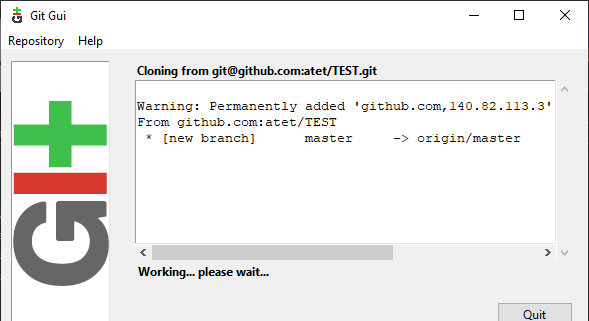 Git Gui
Repository Help
Cloning from git@github.com:atet/TEST.git
Warning: Permanently added 'github.com,140.82.113.3'
From github.com:atet/TEST
* [new branch] master -> origin/master
GIt
Working... please wait...
Quit